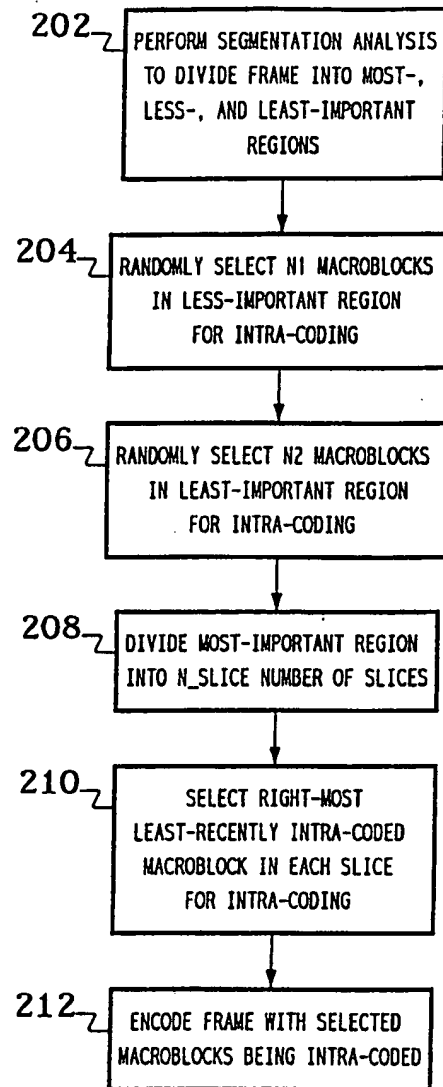 202
PERFORM SEGMENTATION ANALYSIS
TO DIVIDE FRAME INTO MOST-,
LESS-, AND LEAST-IMPORTANT
REGIONS
204
RANDOMLY SELECT N1 MACROBLOCKS
IN LESS-IMPORTANT REGION
FOR INTRA-CODING
206
RANDOMLY SELECT N2 MACROBLOCKS
IN LEAST-IMPORTANT REGION
FOR INTRA-CODING
208
DIVIDE MOST-IMPORTANT REGION
INTO N_SLICE NUMBER OF SLICES
210
SELECT RIGHT-MOST
LEAST-RECENTLY INTRA-CODED
MACROBLOCK IN EACH SLICE
FOR INTRA-CODING
212
ENCODE FRAME WITH SELECTED
MACROBLOCKS BEING INTRA-CODED